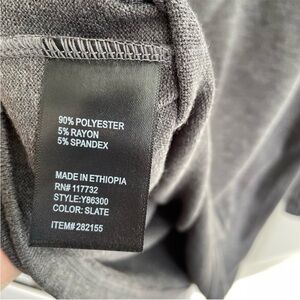 90% POLYESTER
5% RAYON
5% SPANDEX
MADE IN ETHIOPIA
RN# 117732
STYLE:Y86300
COLOR: SLATE
ITEM#282155